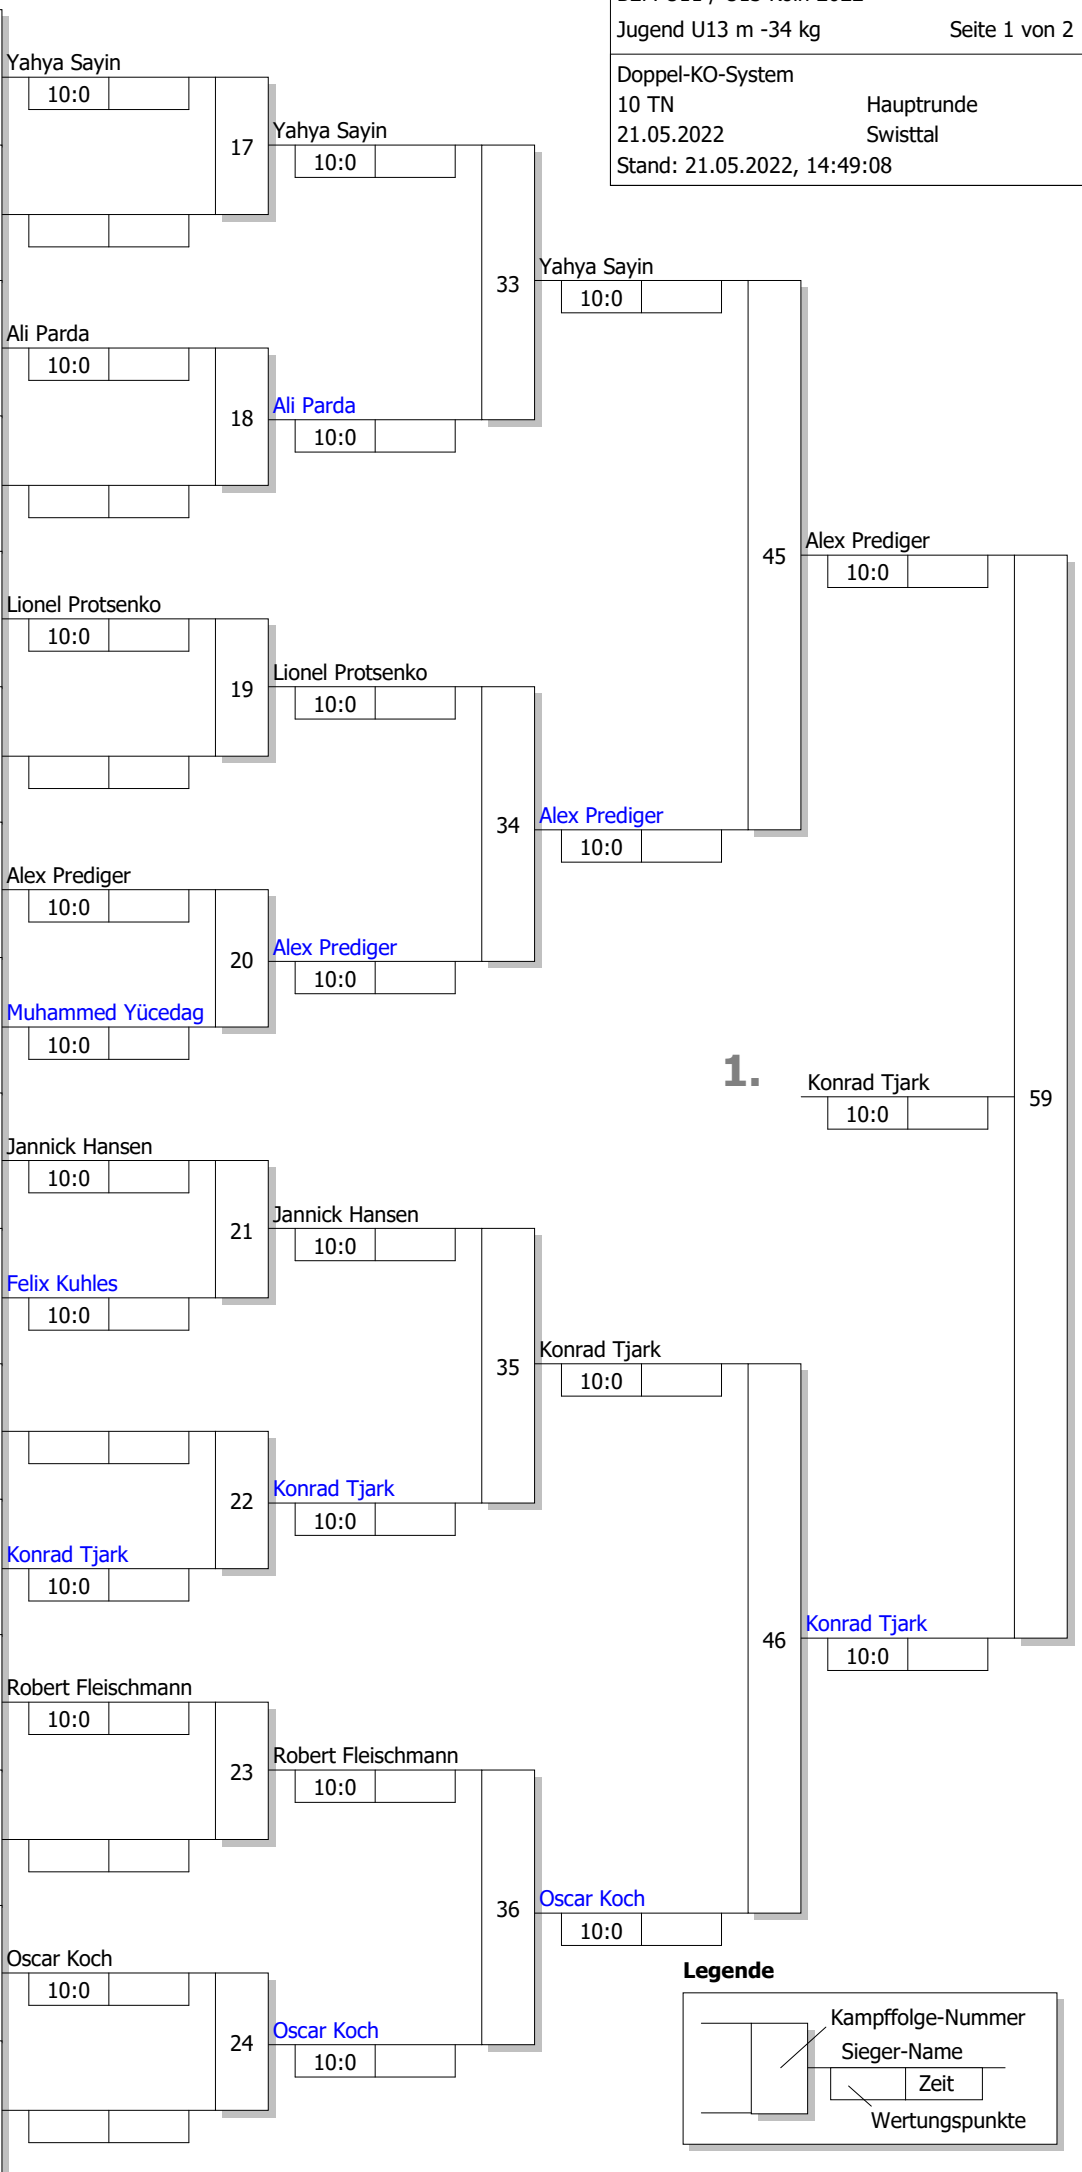 Jugend U13 m -34 kg Seite 1 von 2
Doppel-KO-System
10 TN Hauptrunde
21.05.2022 Swisttal
Stand: 21.05.2022, 14:49:08
Yahya Sayin
10:0
17
Yahya Sayin
10:0
33
Yahya Sayin
10:0
Ali Parda
10:0
18
Ali Parda
10:0
45
Alex Prediger
10:0
Lionel Protsenko
10:0
19
Lionel Protsenko
10:0
34
Alex Prediger
10:0
Alex Prediger
10:0
20
Alex Prediger
10:0
Muhammed Yücedag
10:0
1.
Konrad Tjark
10:0
59
Jannick Hansen
10:0
21
Jannick Hansen
10:0
Felix Kuhles
10:0
35
Konrad Tjark
10:0
22
Konrad Tjark
10:0
Konrad Tjark
10:0
46
Konrad Tjark
10:0
Robert Fleischmann
10:0
23
Robert Fleischmann
10:0
36
Oscar Koch
10:0
Oscar Koch
10:0
24
Oscar Koch
10:0
Legende
Kampffolge-Nummer
Sieger-Name
Zeit
Wertungspunkte